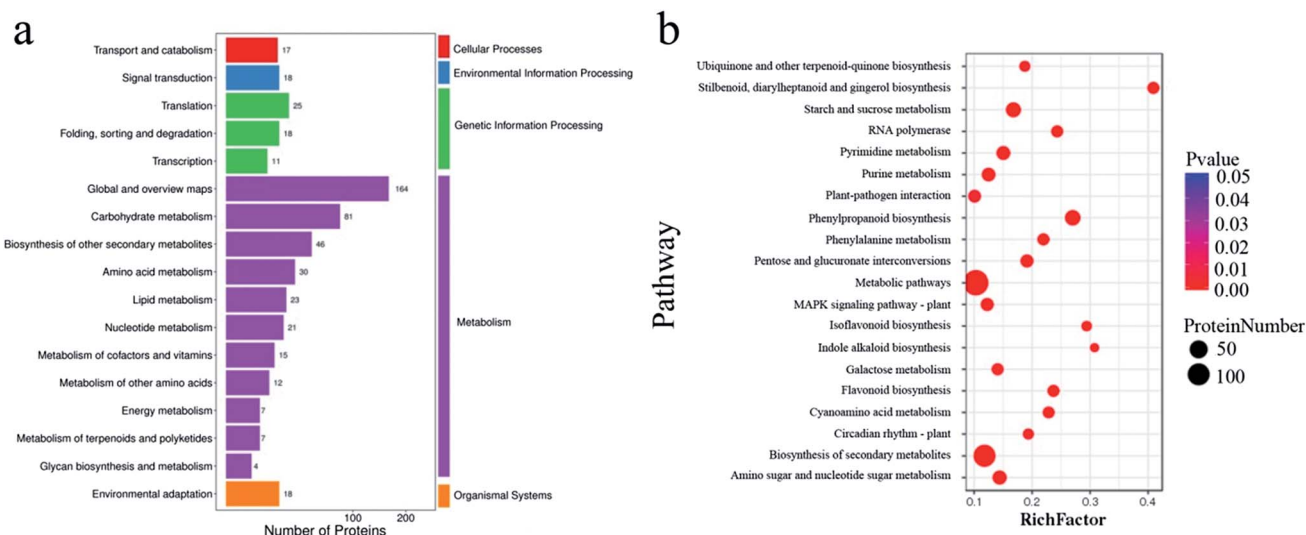 a
Transport and catabolism 17
Signal transduction 18
Translation 25
Folding, sorting and degradation 18
Transcription 11
Global and overview maps 164
Carbohydrate metabolism 81
Biosynthesis of other secondary metabolites 46
Amino acid metabolism 30
Lipid metabolism 23
Nucleotide metabolism 21
Metabolism of cofactors and vitamins 15
Metabolism of other amino acids 12
Energy metabolism 7
Metabolism of terpenoids and polyketides 7
Glycan biosynthesis and metabolism 4
Environmental adaptation 18
100 200
Number of Proteins
Cellular Processes
Environmental Information Processing
Genetic Information Processing
Metabolism
Organismal Systems
b
Pathway
Ubiquinone and other terpenoid-quinone biosynthesis
Stilbenoid, diarylheptanoid and gingerol biosynthesis
Starch and sucrose metabolism
RNA polymerase
Pyrimidine metabolism
Purine metabolism
Plant-pathogen interaction
Phenylpropanoid biosynthesis
Phenylalanine metabolism
Pentose and glucuronate interconversions
Metabolic pathways
MAPK signaling pathway - plant
Isoflavonoid biosynthesis
Indole alkaloid biosynthesis
Galactose metabolism
Flavonoid biosynthesis
Cyanoamino acid metabolism
Circadian rhythm - plant
Biosynthesis of secondary metabolites
Amino sugar and nucleotide sugar metabolism
0.1 0.2 0.3 0.4
RichFactor
Pvalue
0.05
0.04
0.03
0.02
0.01
0.00
ProteinNumber
50
100